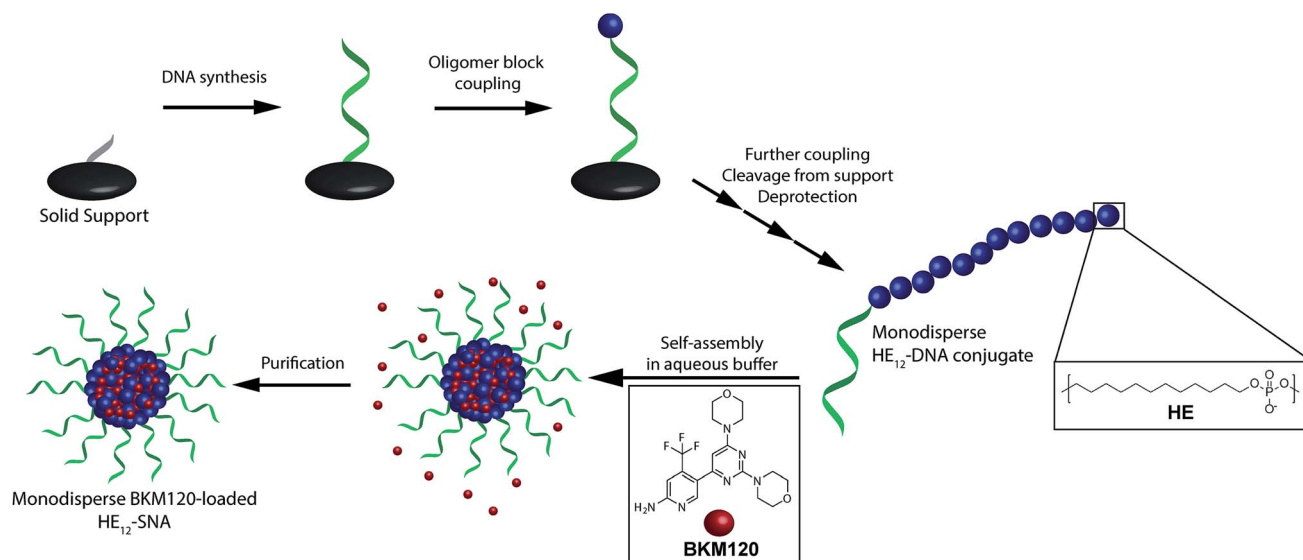 DNA synthesis
Oligomer block
coupling
Solid Support
Further coupling
Cleavage from support
Deprotection
Monodisperse
HE₁₂-DNA conjugate
O
O P O
O⁻
HE
Self-assembly
in aqueous buffer
O
N
F
F
F
N
N
N
O
H₂N
N
BKM120
Purification
Monodisperse BKM120-loaded
HE₁₂-SNA